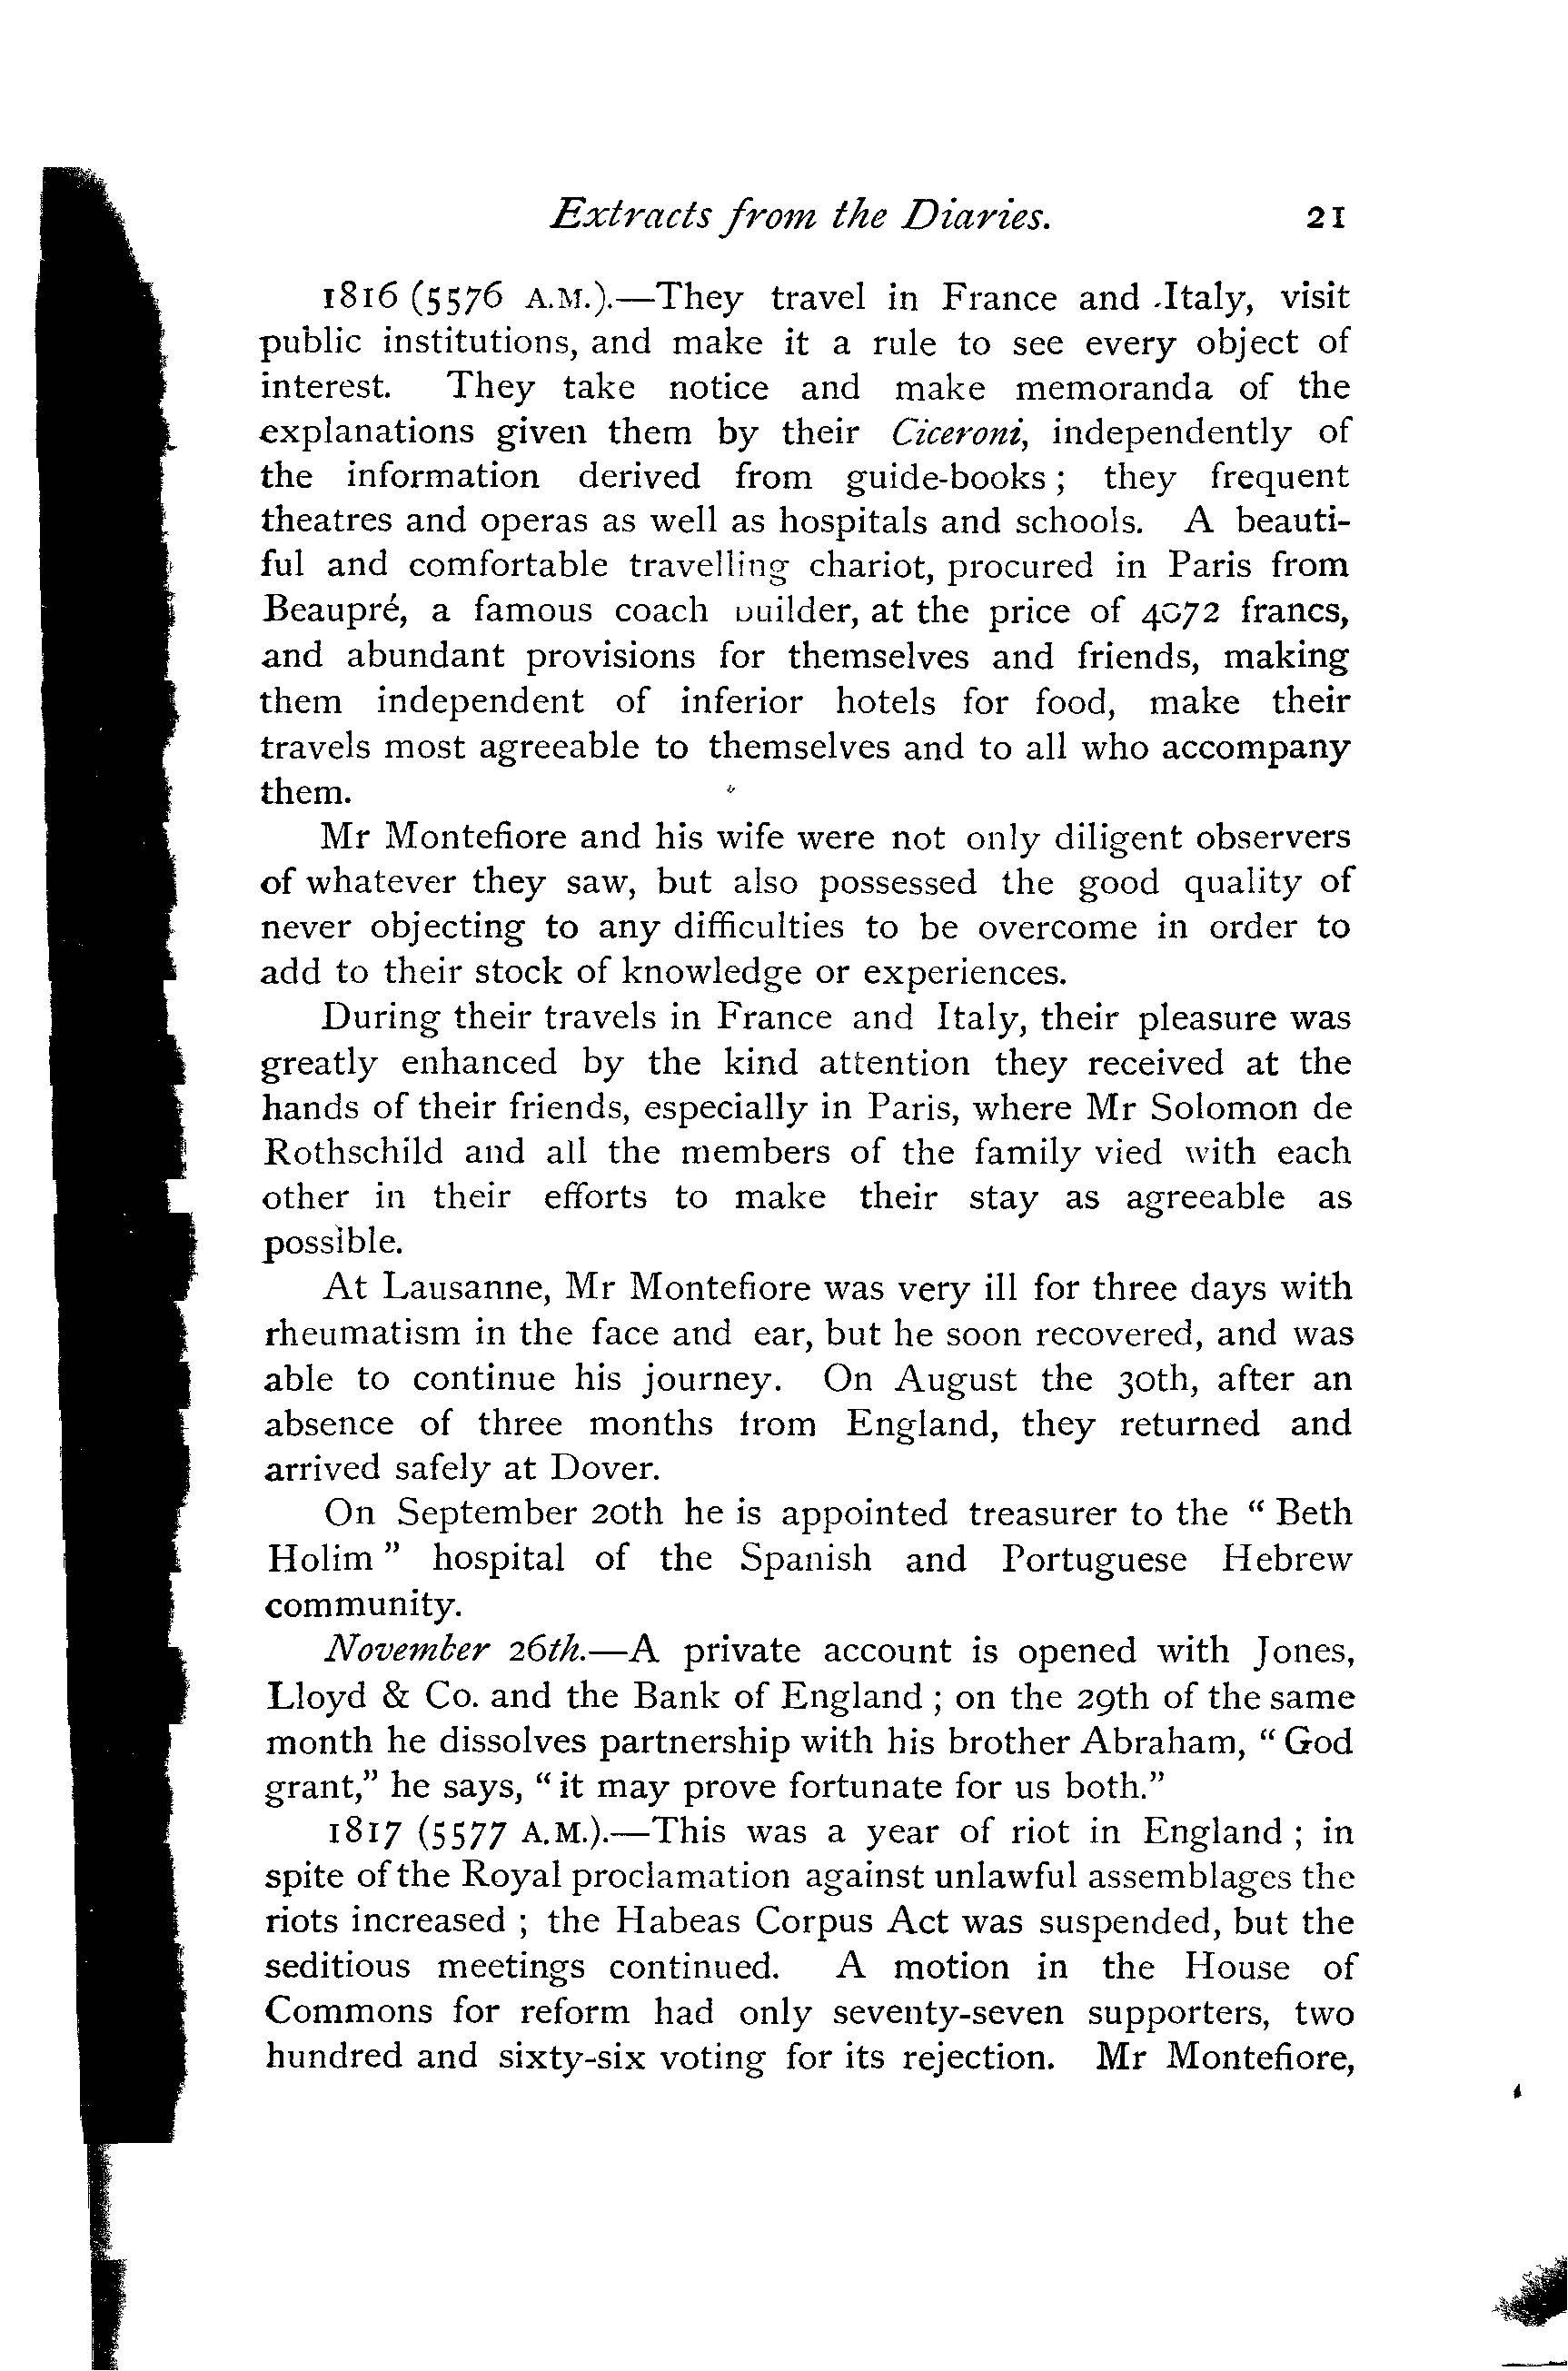 Extracts from the Diaries. 21
1816 (5576 A.M.).—They travel in France and Italy, visit
public institutions, and make it a rule to see every object of
interest. They take notice and make memoranda of the
explanations given them by their Ciceroni, independently of
the information derived from guide-books; they frequent
theatres and operas as well as hospitals and schools. A beauti-
ful and comfortable travelling chariot, procured in Paris from
Beaupré, a famous coach builder, at the price of 4072 francs,
and abundant provisions for themselves and friends, making
them independent of inferior hotels for food, make their
travels most agreeable to themselves and to all who accompany
them.
Mr Montefiore and his wife were not only diligent observers
of whatever they saw, but also possessed the good quality of
never objecting to any difficulties to be overcome in order to
add to their stock of knowledge or experiences.
During their travels in France and Italy, their pleasure was
greatly enhanced by the kind attention they received at the
hands of their friends, especially in Paris, where Mr Solomon de
Rothschild and all the members of the family vied with each
other in their efforts to make their stay as agreeable as
possible.
At Lausanne, Mr Montefiore was very ill for three days with
rheumatism in the face and ear, but he soon recovered, and was
able to continue his journey. On August the 30th, after an
absence of three months from England, they returned and
arrived safely at Dover.
On September 20th he is appointed treasurer to the "Beth
Holim" hospital of the Spanish and Portuguese Hebrew
community.
November 26th.—A private account is opened with Jones,
Lloyd & Co. and the Bank of England; on the 29th of the same
month he dissolves partnership with his brother Abraham, "God
grant," he says, "it may prove fortunate for us both."
1817 (5577 A.M.).—This was a year of riot in England; in
spite of the Royal proclamation against unlawful assemblages the
riots increased; the Habeas Corpus Act was suspended, but the
seditious meetings continued. A motion in the House of
Commons for reform had only seventy-seven supporters, two
hundred and sixty-six voting for its rejection. Mr Montefiore,